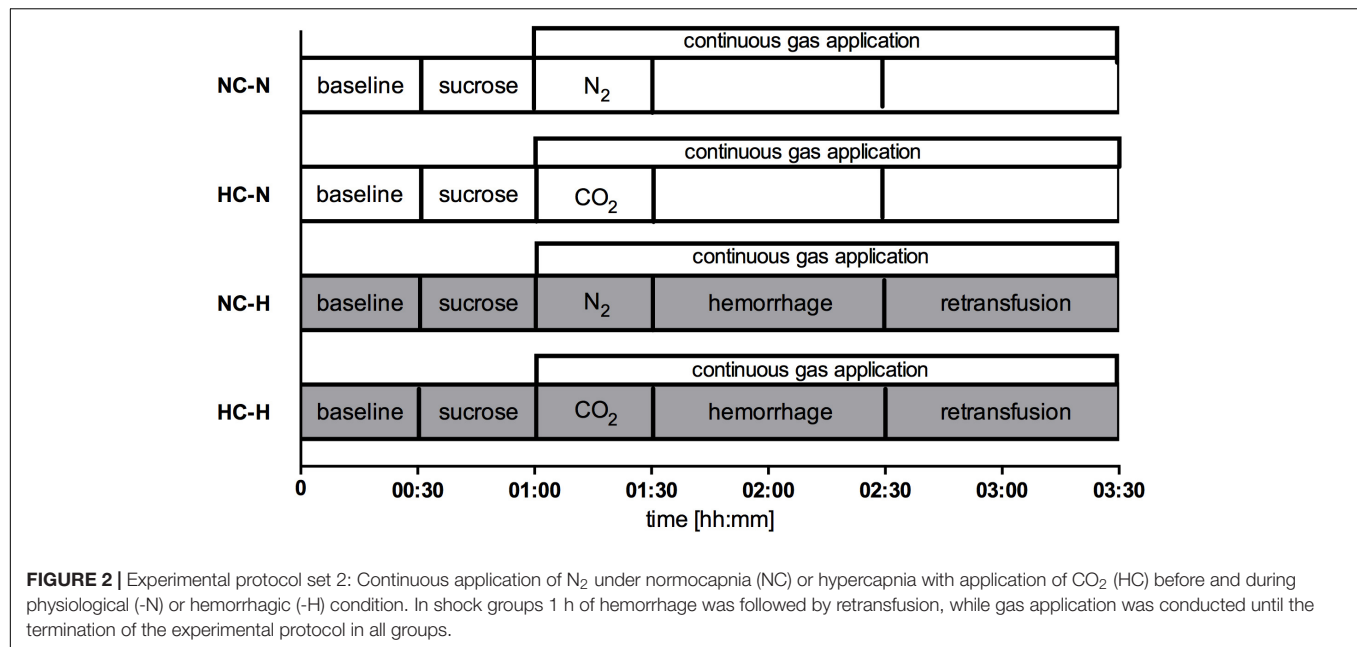 continuous gas application
NC-N baseline sucrose N₂
continuous gas application
HC-N baseline sucrose CO₂
continuous gas application
NC-H baseline sucrose N₂ hemorrhage retransfusion
continuous gas application
HC-H baseline sucrose CO₂ hemorrhage retransfusion
0 00:30 01:00 01:30 02:00 02:30 03:00 03:30
time [hh:mm]
FIGURE 2 | Experimental protocol set 2: Continuous application of N₂ under normocapnia (NC) or hypercapnia with application of CO₂ (HC) before and during
physiological (-N) or hemorrhagic (-H) condition. In shock groups 1 h of hemorrhage was followed by retransfusion, while gas application was conducted until the
termination of the experimental protocol in all groups.